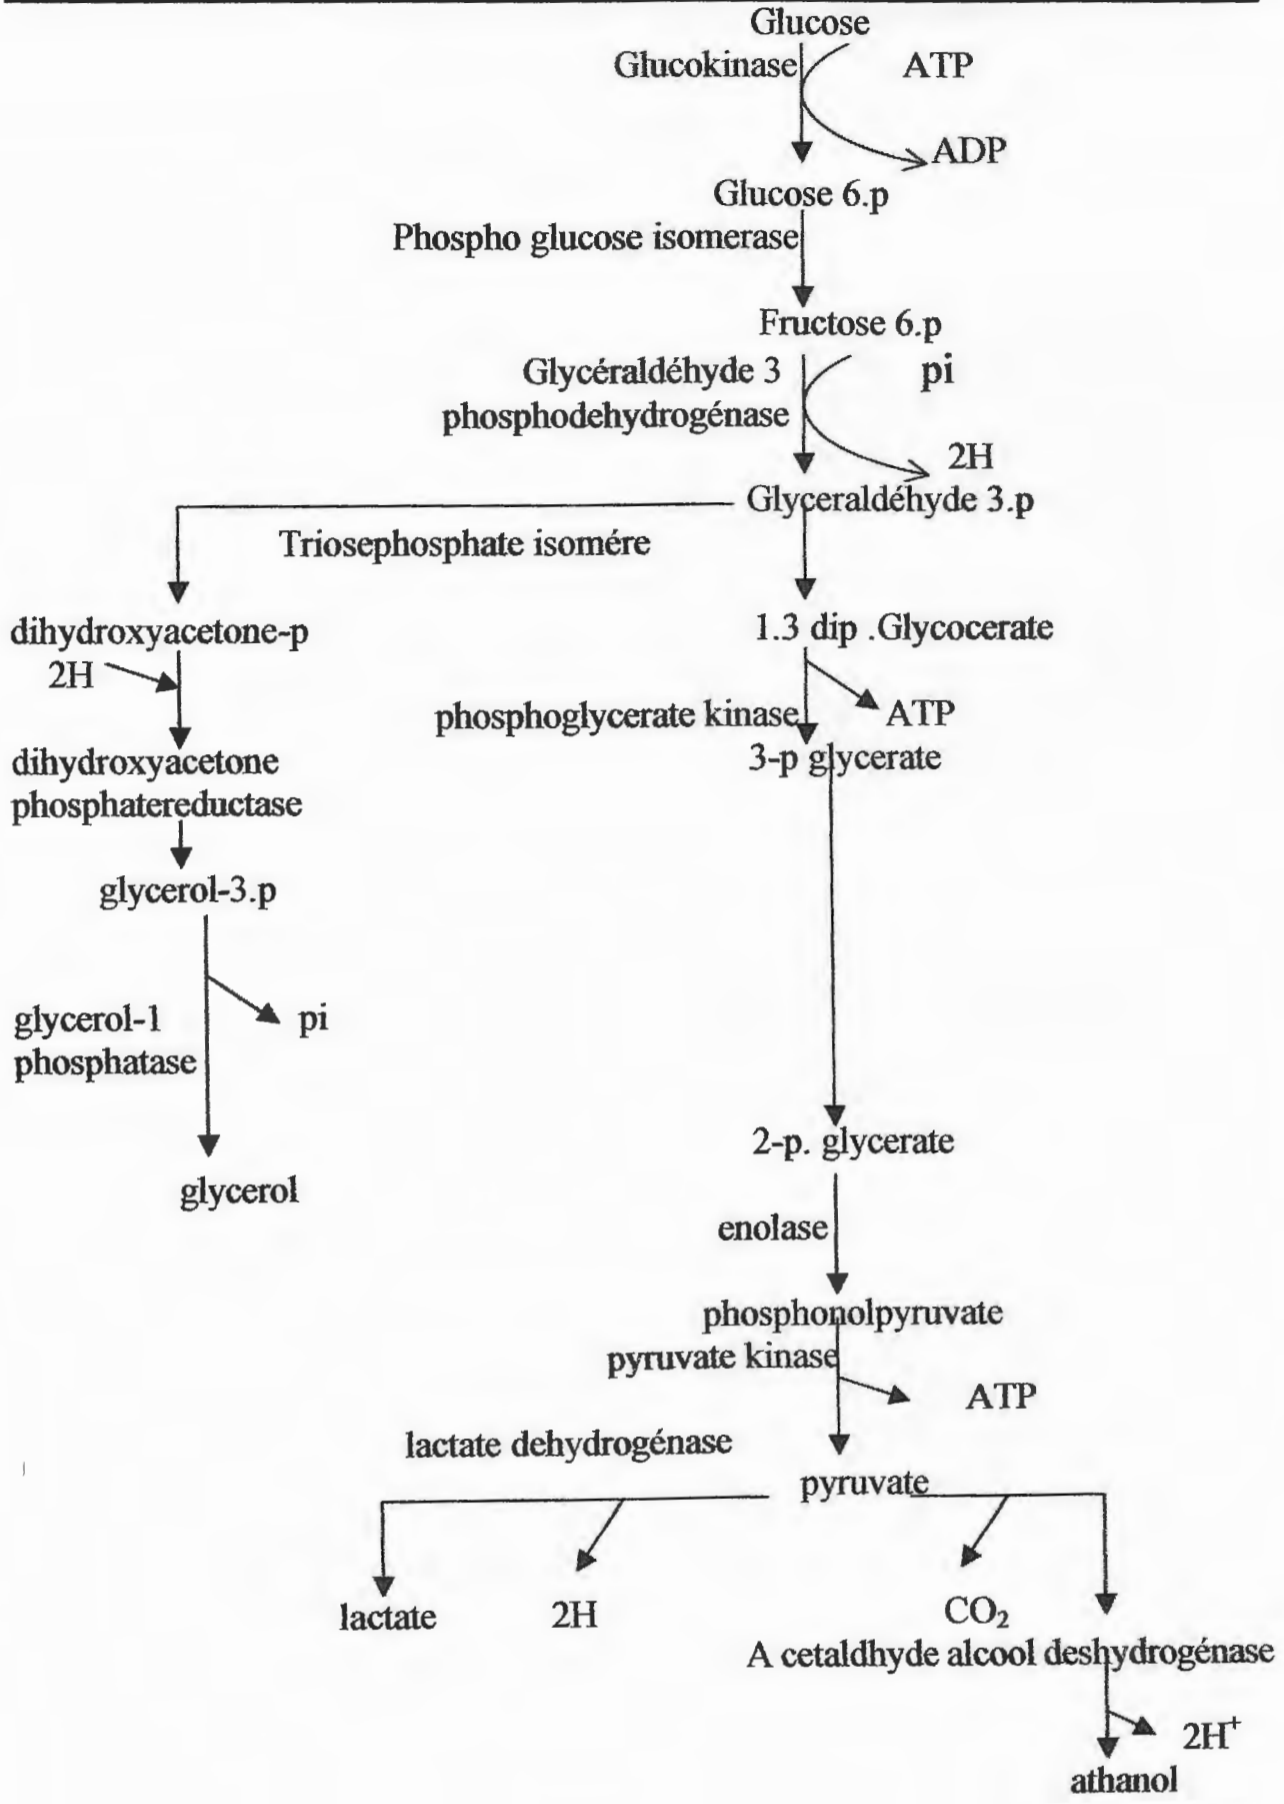 Glucose
Glucokinase ATP
ADP
Glucose 6.p
Phospho glucose isomerase
Fructose 6.p
Glycéraldéhyde 3 pi
phosphodehydrogénase
2H
Glyceraldéhyde 3.p
Triosephosphate isomére
dihydroxyacetone-p 1.3 dip .Glycocerate
2H
phosphoglycerate kinase ATP
3-p glycerate
dihydroxyacetone
phosphatereductase
glycerol-3.p
glycerol-1 pi
phosphatase
2-p. glycerate
glycerol
enolase
phosphonolpyruvate
pyruvate kinase
ATP
lactate dehydrogénase
pyruvate
lactate 2H CO₂
A cetaldhyde alcool deshydrogénase
2H⁺
athanol